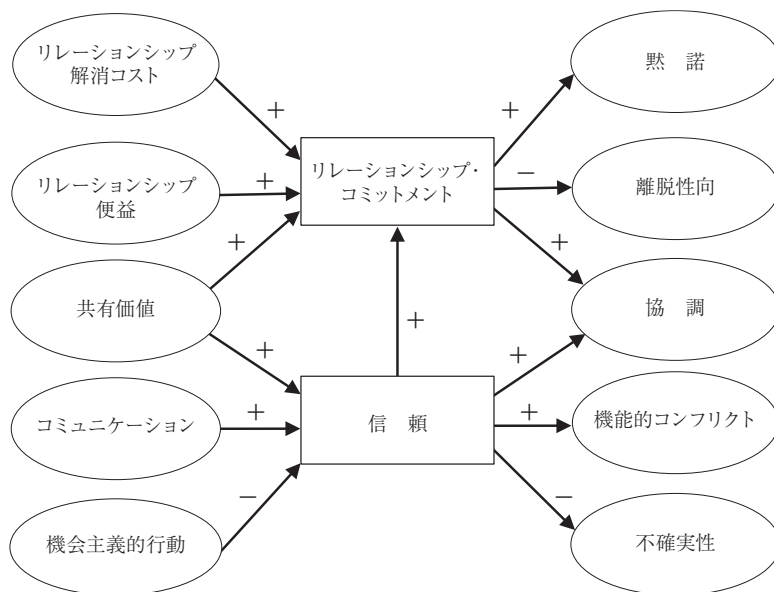 リレーションシップ
解消コスト
+
リレーションシップ
便益
+
共有価値
+
+
コミュニケーション
+
機会主義的行動
−
リレーションシップ・
コミットメント
+
信　頼
+
黙　諾
−
離脱性向
+
協　調
+
+
機能的コンフリクト
−
不確実性